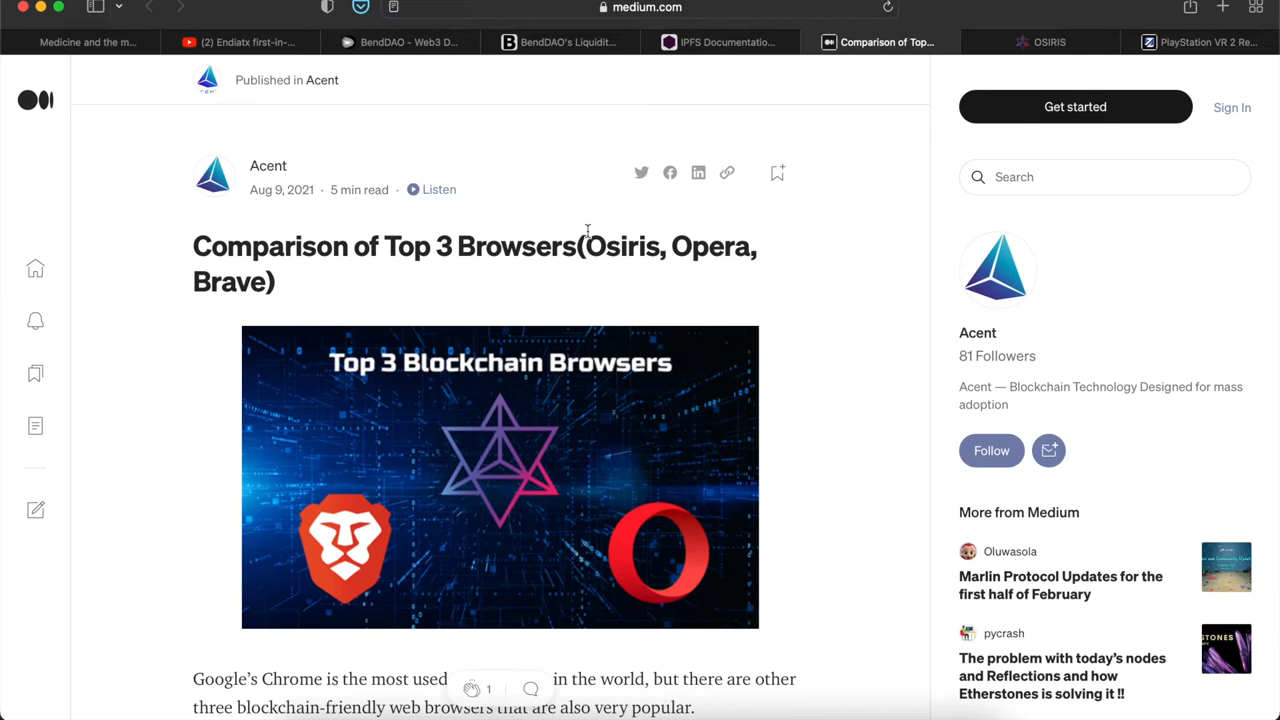 medium.com
Medicine and the m...
(2) Endiatx first-in-...
BendDAO - Web3 D...
BendDAO's Liquidit...
IPFS Documentatio...
Comparison of Top...
OSIRIS
PlayStation VR 2 Re...
Published in Acent
Get started
Sign In
Acent
Aug 9, 2021 · 5 min read · Listen
Search
Comparison of Top 3 Browsers(Osiris, Opera,
Brave)
Top 3 Blockchain Browsers
Acent
81 Followers
Acent — Blockchain Technology Designed for mass
adoption
Follow
More from Medium
Oluwasola
Marlin Protocol Updates for the
first half of February
pycrash
The problem with today's nodes
and Reflections and how
Etherstones is solving it !!
Google's Chrome is the most used in the world, but there are other
1
three blockchain-friendly web browsers that are also very popular.